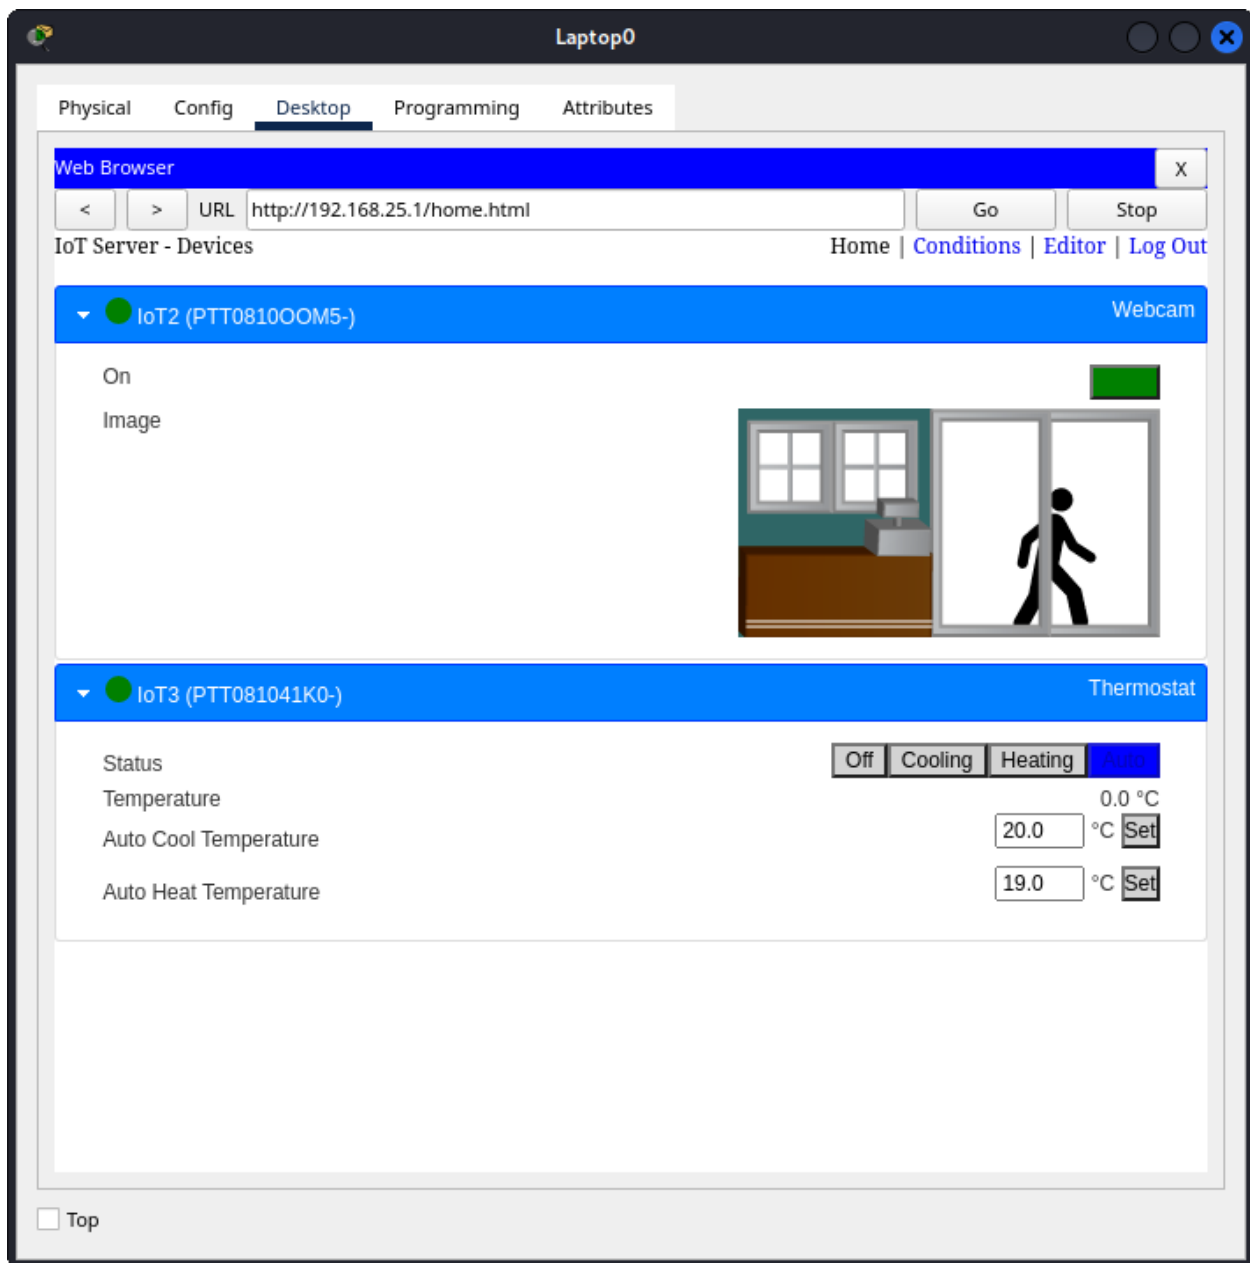 Laptop0
Physical Config Desktop Programming Attributes
Web Browser X
< > URL http://192.168.25.1/home.html Go Stop
IoT Server - Devices Home | Conditions | Editor | Log Out
IoT2 (PTT0810OOM5-) Webcam
On
Image
IoT3 (PTT081041K0-) Thermostat
Status Off Cooling Heating Auto
Temperature 0.0 °C
Auto Cool Temperature 20.0 °C Set
Auto Heat Temperature 19.0 °C Set
Top